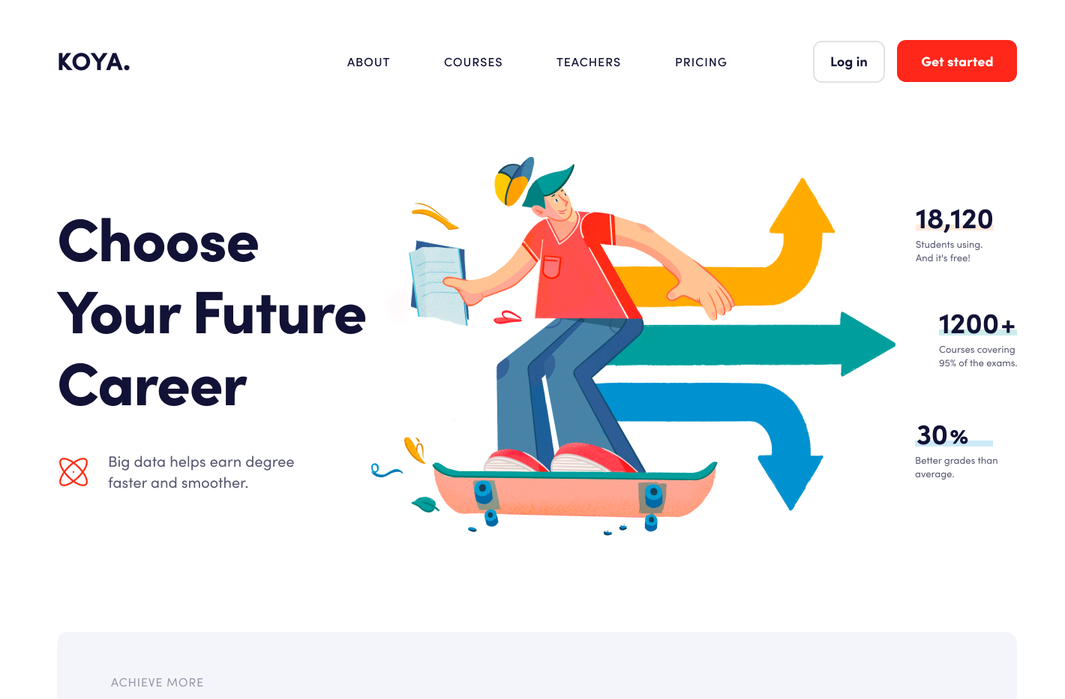 KOYA.
ABOUT
COURSES
TEACHERS
PRICING
Log in
Get started
Choose
Your Future
Career
Big data helps earn degree
faster and smoother.
18,120
Students using.
And it's free!
1200+
Courses covering
95% of the exams.
30%
Better grades than
average.
ACHIEVE MORE